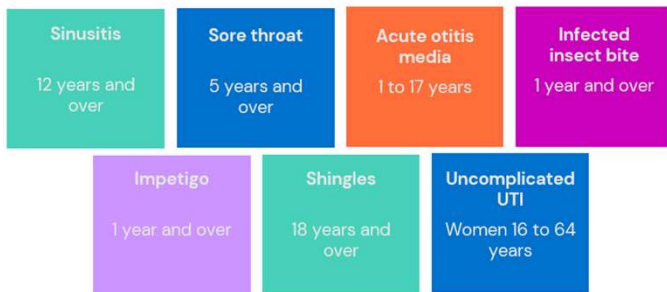 Sinusitis
12 years and
over
Sore throat
5 years and
over
Acute otitis
media
1 to 17 years
Infected
insect bite
1 year and over
Impetigo
1 year and over
Shingles
18 years and
over
Uncomplicated
UTI
Women 16 to 64
years